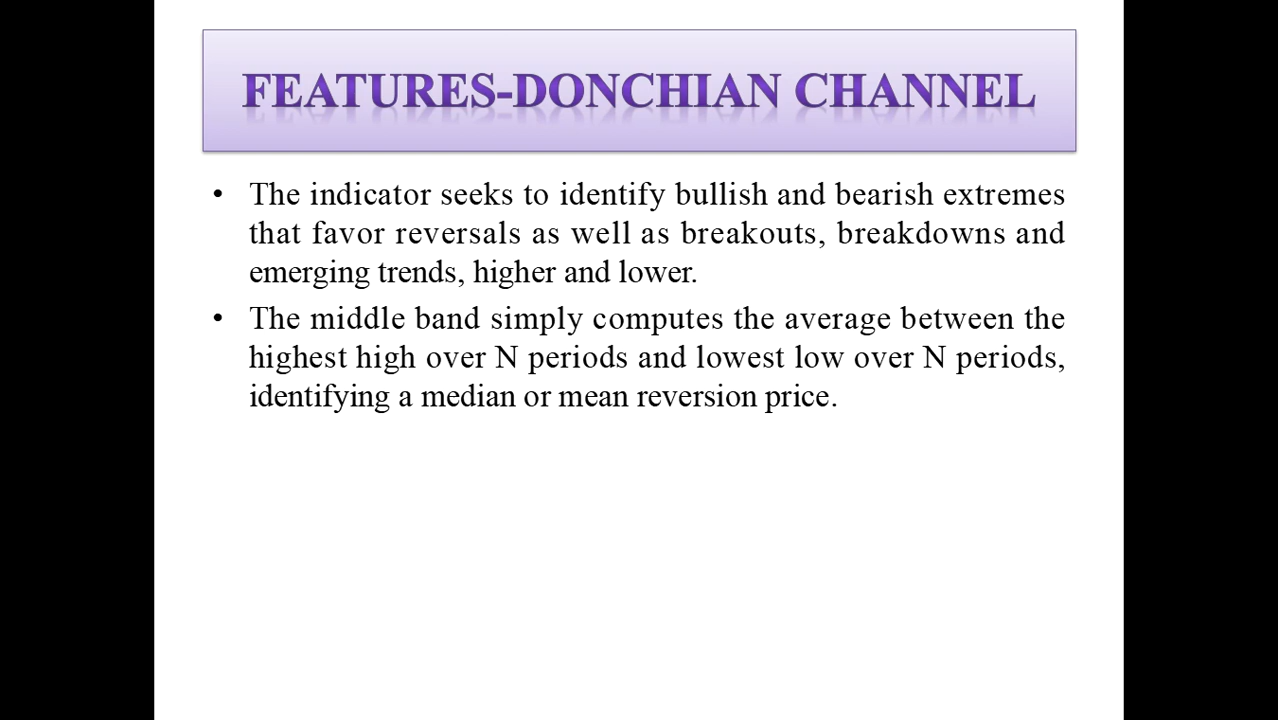 FEATURES-DONCHIAN CHANNEL
• The indicator seeks to identify bullish and bearish extremes
that favor reversals as well as breakouts, breakdowns and
emerging trends, higher and lower.
• The middle band simply computes the average between the
highest high over N periods and lowest low over N periods,
identifying a median or mean reversion price.